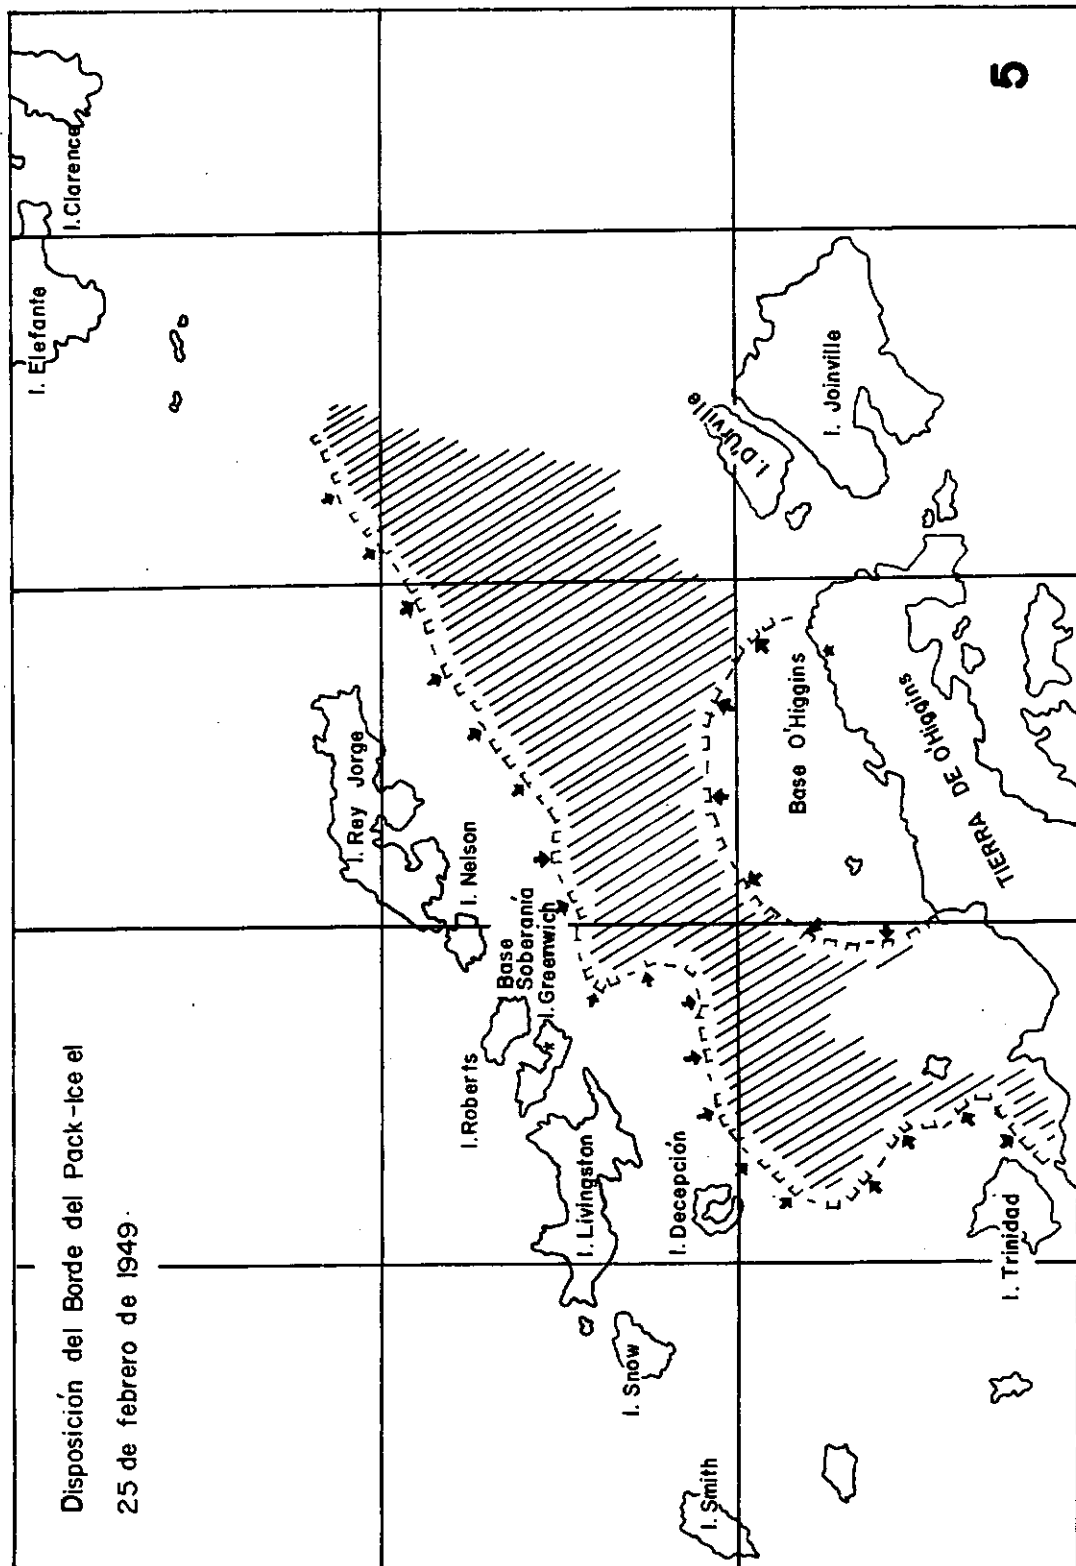 Disposición del Borde del Pack-Ice el
25 de febrero de 1949.
I. Elefante
I. Clarence
I. Rey Jorge
I. Nelson
Base
Soberanía
I. Greenwich
I. Roberts
I. Livingston
I. Decepción
I. Snow
I. Smith
I. D'Urville
I. Joinville
Base O'Higgins
TIERRA DE O'Higgins
I. Trinidad
5